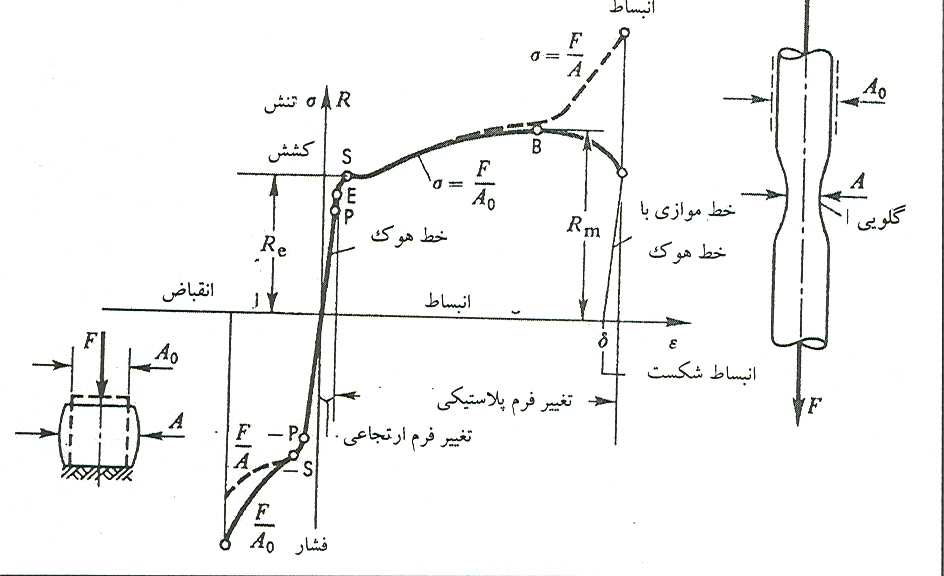 انبساط
σ = F/A
تنش σ R
کشش
S
E
P
B
σ = F/A₀
Rₑ
Rₘ
خط هوک
خط موازی با
خط هوک
انقباض
انبساط
δ
ε
انبساط شکست
تغییر فرم پلاستیکی
تغییر فرم ارتجاعی
−P
−S
F/A
F/A₀
فشار
F
A₀
A
A₀
A
گلویی
F